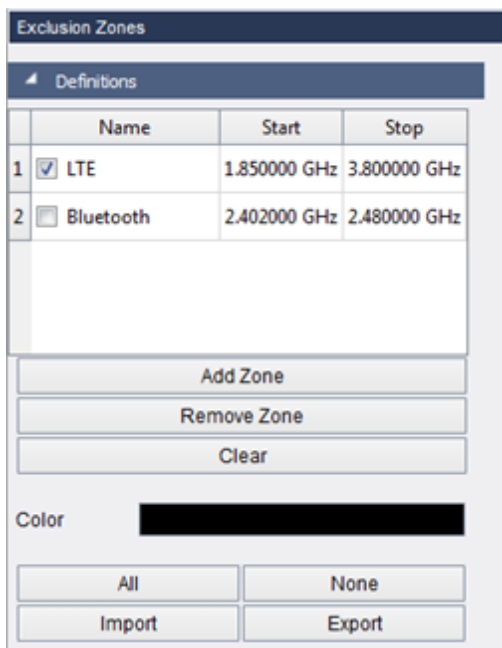 Exclusion Zones
Definitions
Name Start Stop
1 LTE 1.850000 GHz 3.800000 GHz
2 Bluetooth 2.402000 GHz 2.480000 GHz
Add Zone
Remove Zone
Clear
Color
All None
Import Export